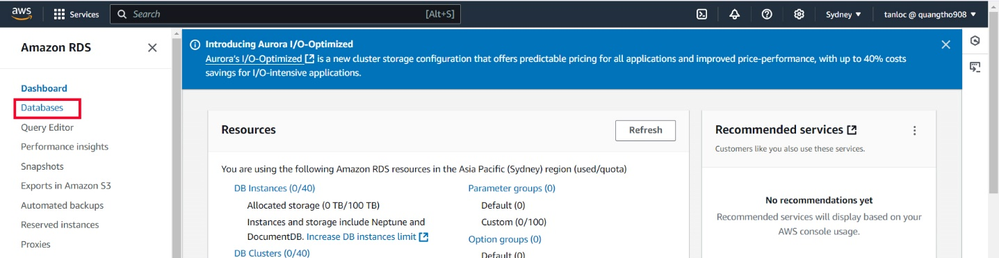 aws
Services
Search
[Alt+S]
Sydney
tanloc @ quangtho908
Amazon RDS
Dashboard
Databases
Query Editor
Performance insights
Snapshots
Exports in Amazon S3
Automated backups
Reserved instances
Proxies
Introducing Aurora I/O-Optimized
Aurora's I/O-Optimized is a new cluster storage configuration that offers predictable pricing for all applications and improved price-performance, with up to 40% costs
savings for I/O-intensive applications.
Resources
Refresh
You are using the following Amazon RDS resources in the Asia Pacific (Sydney) region (used/quota)
DB Instances (0/40)
Allocated storage (0 TB/100 TB)
Instances and storage include Neptune and
DocumentDB. Increase DB instances limit
DB Clusters (0/40)
Parameter groups (0)
Default (0)
Custom (0/100)
Option groups (0)
Default (0)
Recommended services
Customers like you also use these services.
No recommendations yet
Recommended services will display based on your
AWS console usage.